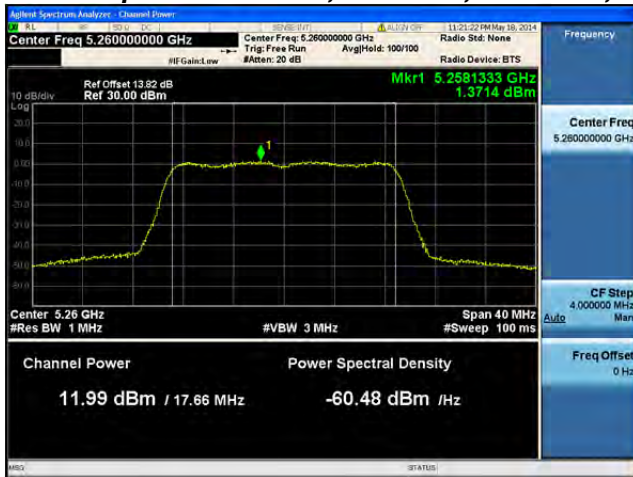 Agilent Spectrum Analyzer - Channel Power
RL RF 50 Ω DC SENSE:INT ALIGN OFF 11:21:22 PM May 18, 2014
Center Freq 5.260000000 GHz
Center Freq: 5.260000000 GHz
Radio Std: None
Frequency
Trig: Free Run Avg|Hold: 100/100
#IFGain:Low #Atten: 20 dB Radio Device: BTS
Mkr1 5.2581333 GHz
1.3714 dBm
Ref Offset 13.82 dB
10 dB/div Ref 30.00 dBm
Log
20.0
10.0
0.00
-10.0
-20.0
-30.0
-40.0
-50.0
-60.0
1
Center Freq
5.260000000 GHz
Center 5.26 GHz Span 40 MHz
#Res BW 1 MHz #VBW 3 MHz #Sweep 100 ms
CF Step
4.000000 MHz
Auto Man
Channel Power Power Spectral Density
11.99 dBm / 17.66 MHz -60.48 dBm /Hz
Freq Offset
0 Hz
MSG STATUS